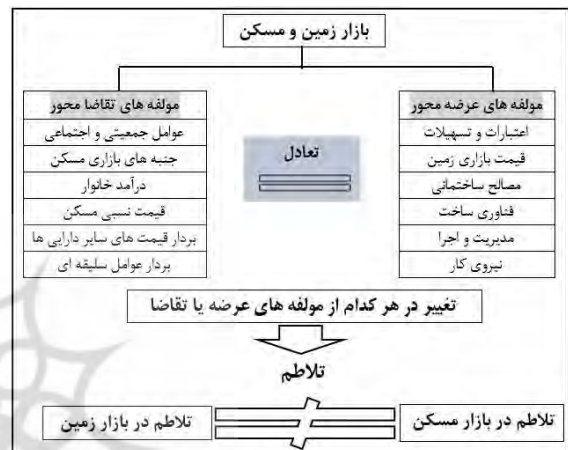 بازار زمین و مسکن
مولفه های عرضه محور
اعتبارات و تسهیلات
قیمت بازاری زمین
مصالح ساختمانی
فناوری ساخت
مدیریت و اجرا
نیروی کار
تعادل
مولفه های تقاضا محور
عوامل جمعیتی و اجتماعی
جنبه های بازاری مسکن
درآمد خانوار
قیمت نسبی مسکن
بردار قیمت های سایر دارایی ها
بردار عوامل سلیقه ای
تغییر در هر کدام از مولفه های عرضه یا تقاضا
تلاطم
تلاطم در بازار مسکن
تلاطم در بازار زمین